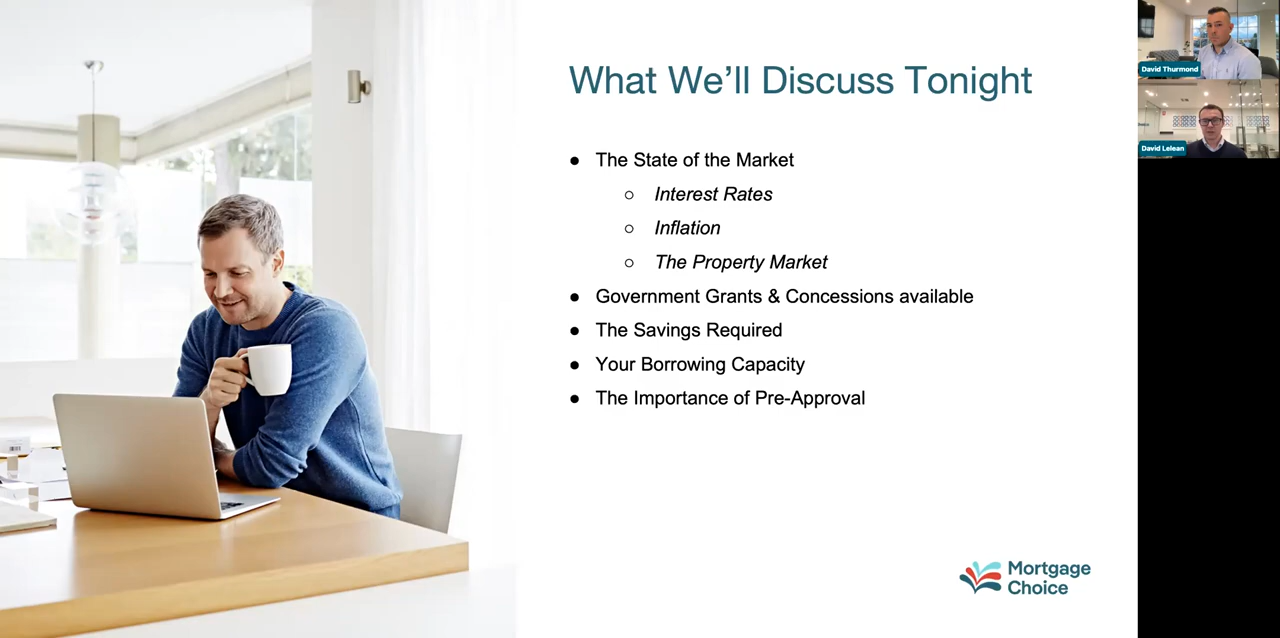 What We'll Discuss Tonight
● The State of the Market
○ Interest Rates
○ Inflation
○ The Property Market
● Government Grants & Concessions available
● The Savings Required
● Your Borrowing Capacity
● The Importance of Pre-Approval
Mortgage
Choice
David Thurmond
David Lelean